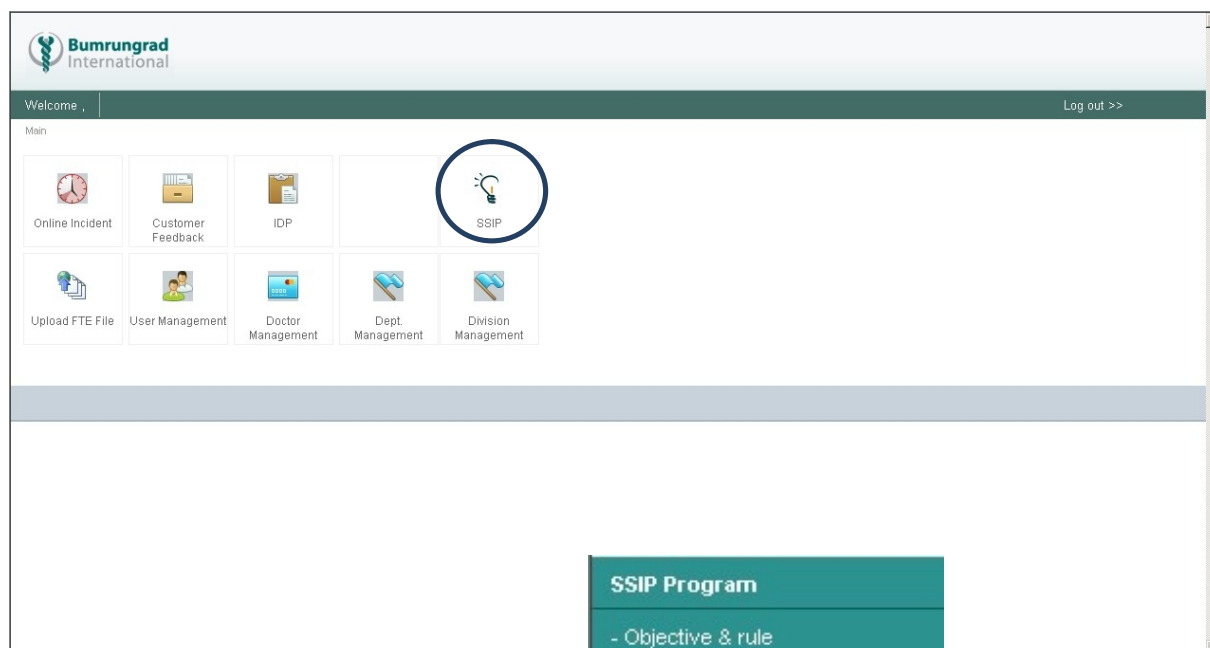 Bumrungrad
International
Welcome ,
Log out >>
Main
Online Incident
Customer
Feedback
IDP
SSIP
Upload FTE File
User Management
Doctor
Management
Dept.
Management
Division
Management
SSIP Program
- Objective & rule